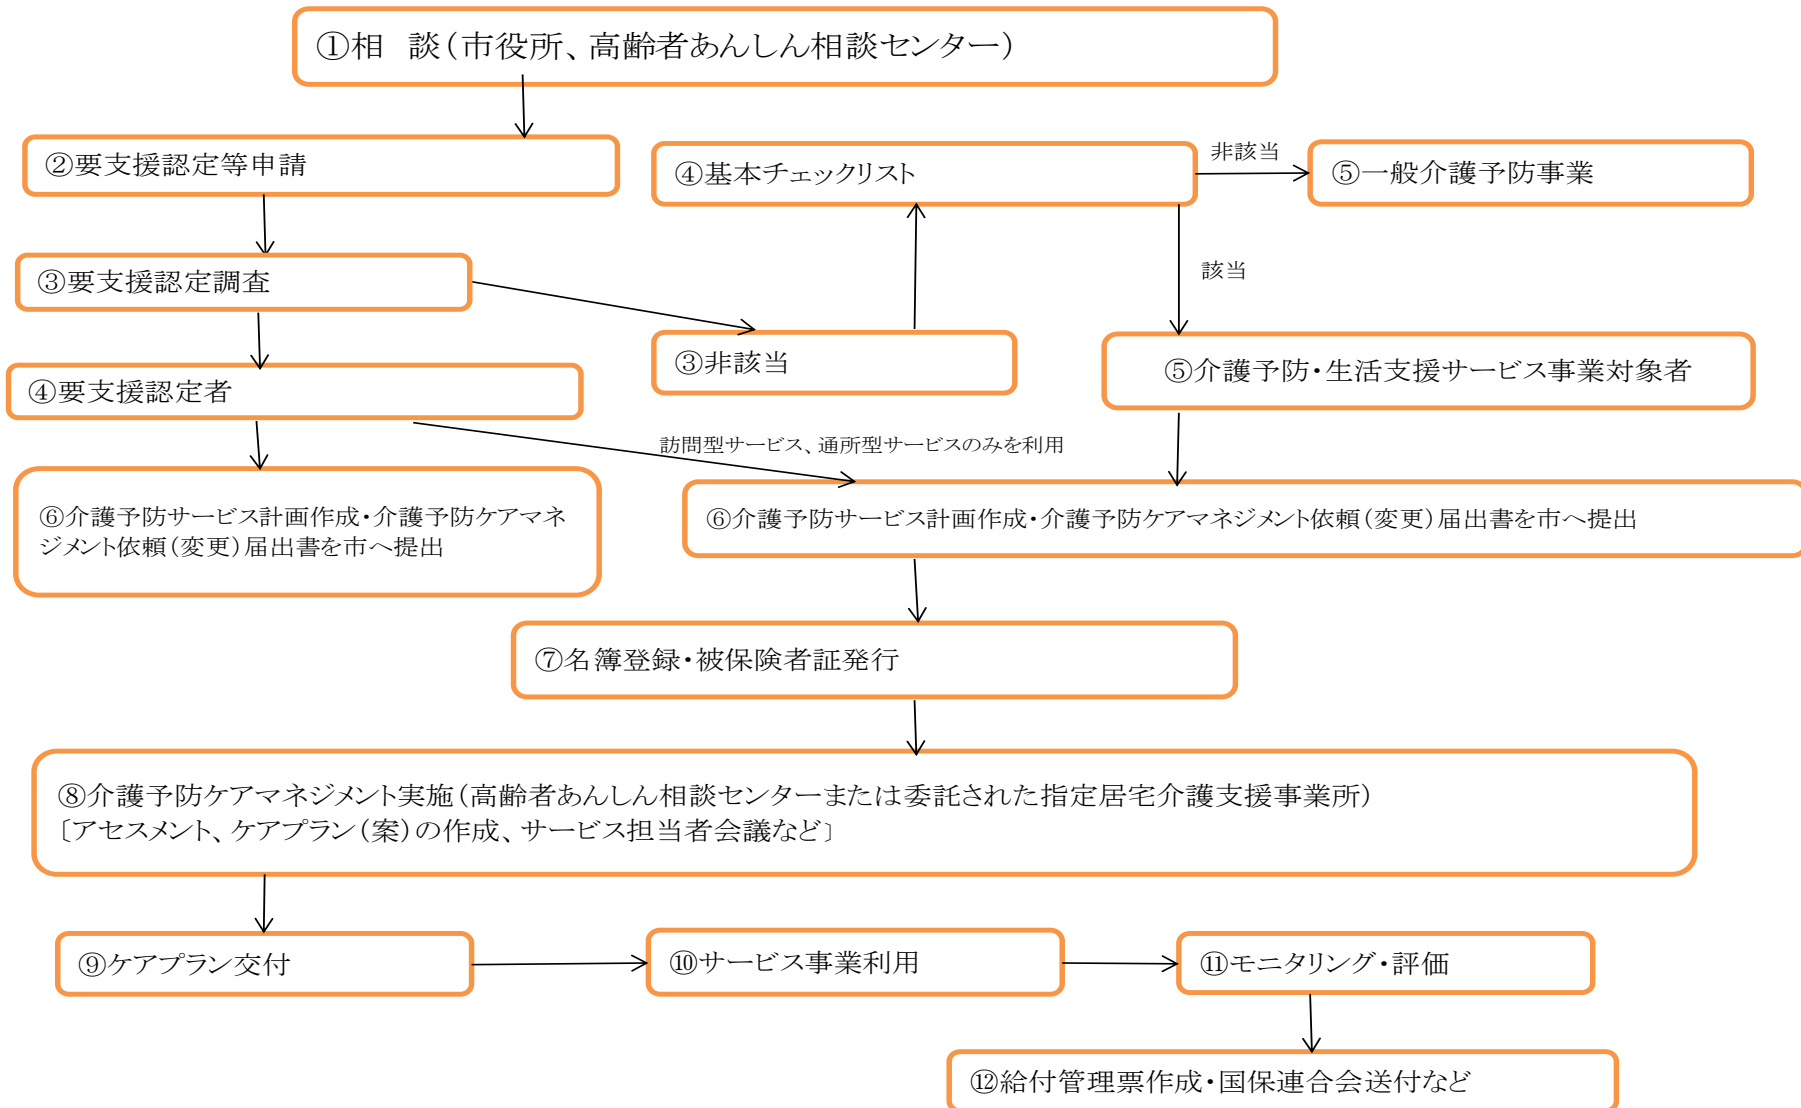 ①相　談（市役所、高齢者あんしん相談センター）
②要支援認定等申請
④基本チェックリスト
非該当
⑤一般介護予防事業
③要支援認定調査
該当
③非該当
⑤介護予防・生活支援サービス事業対象者
④要支援認定者
訪問型サービス、通所型サービスのみを利用
⑥介護予防サービス計画作成・介護予防ケアマネ
ジメント依頼（変更）届出書を市へ提出
⑥介護予防サービス計画作成・介護予防ケアマネジメント依頼（変更）届出書を市へ提出
⑦名簿登録・被保険者証発行
⑧介護予防ケアマネジメント実施（高齢者あんしん相談センターまたは委託された指定居宅介護支援事業所）
〔アセスメント、ケアプラン（案）の作成、サービス担当者会議など〕
⑨ケアプラン交付
⑩サービス事業利用
⑪モニタリング・評価
⑫給付管理票作成・国保連合会送付など